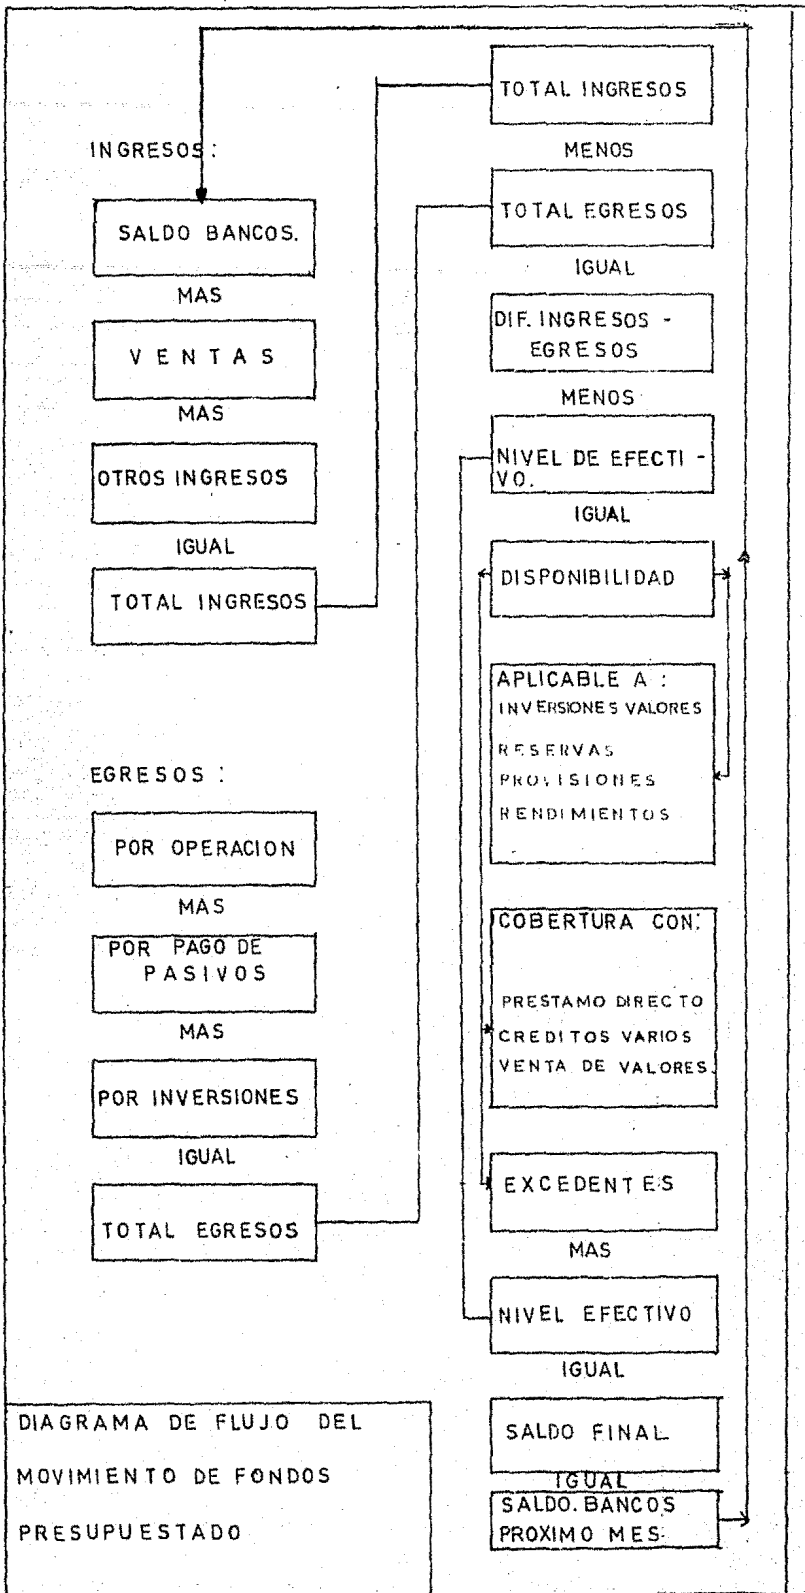 INGRESOS:
SALDO BANCOS.
MAS
VENTAS
MAS
OTROS INGRESOS
IGUAL
TOTAL INGRESOS
EGRESOS:
POR OPERACION
MAS
POR PAGO DE
PASIVOS
MAS
POR INVERSIONES
IGUAL
TOTAL EGRESOS
TOTAL INGRESOS
MENOS
TOTAL EGRESOS
IGUAL
DIF. INGRESOS -
EGRESOS
MENOS
NIVEL DE EFECTI -
VO.
IGUAL
DISPONIBILIDAD
APLICABLE A :
INVERSIONES VALORES
RESERVAS
PROVISIONES
RENDIMIENTOS
COBERTURA CON:
PRESTAMO DIRECTO
CREDITOS VARIOS
VENTA DE VALORES.
EXCEDENTES
MAS
NIVEL EFECTIVO
IGUAL
SALDO FINAL
IGUAL
SALDO. BANCOS
PROXIMO MES:
DIAGRAMA DE FLUJO DEL
MOVIMIENTO DE FONDOS
PRESUPUESTADO